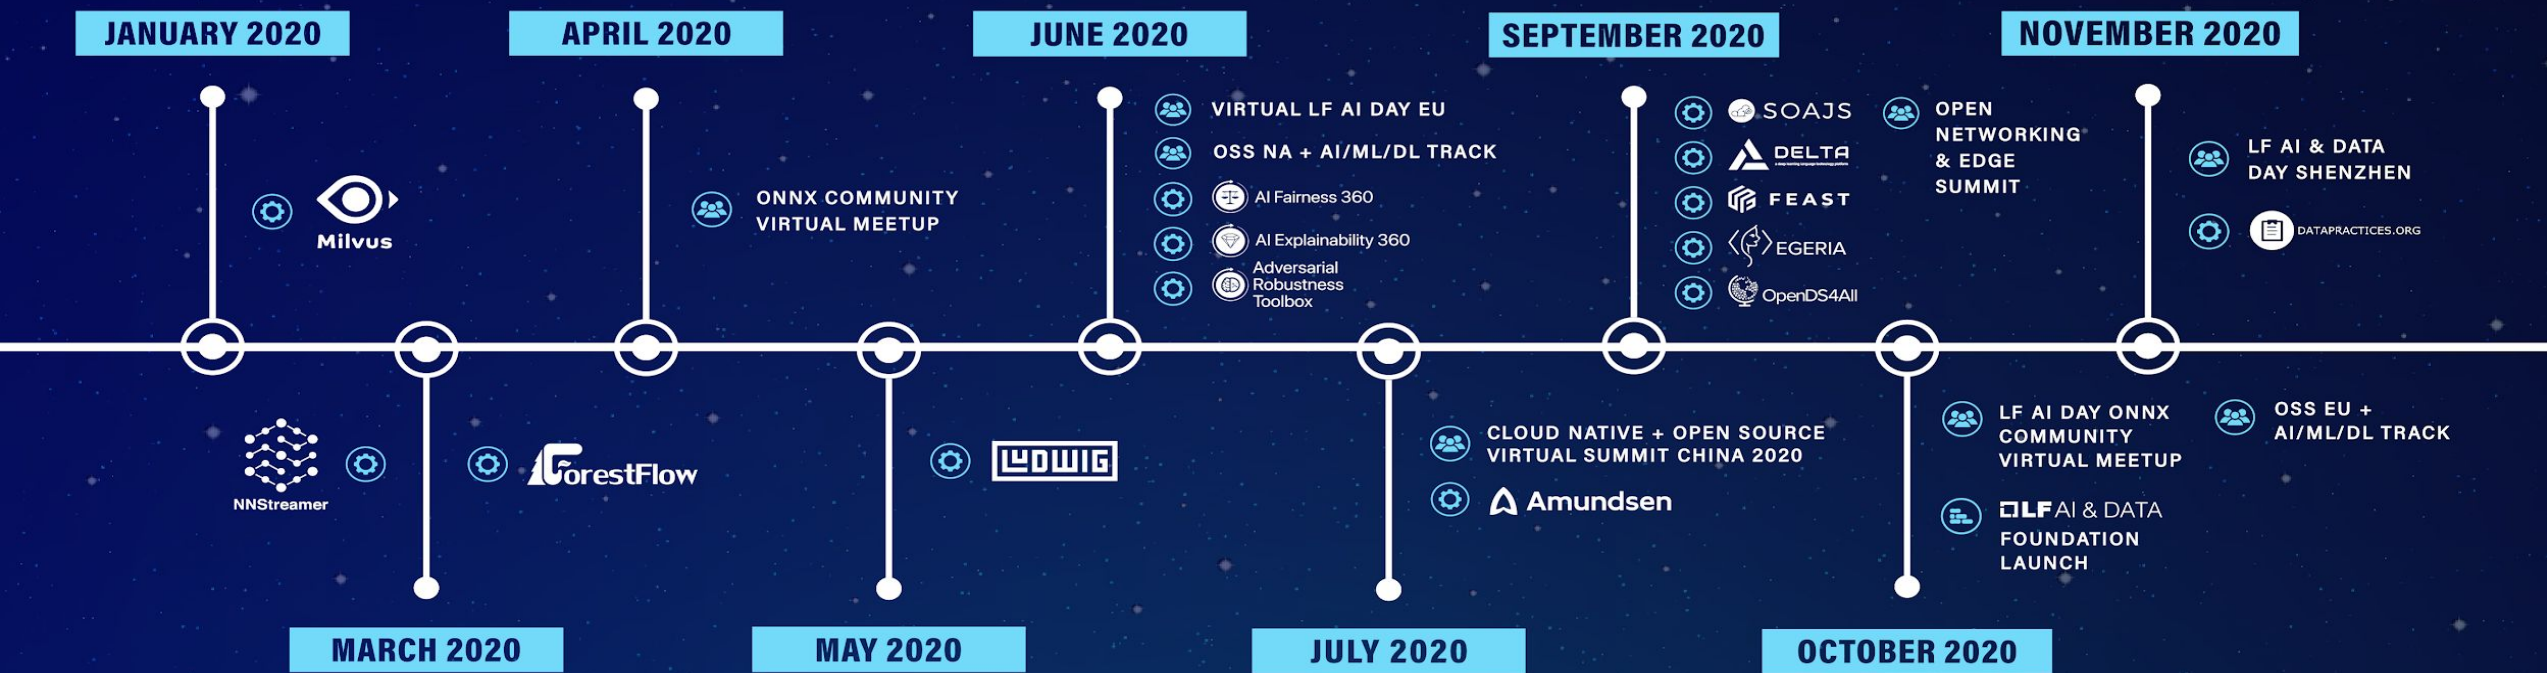 JANUARY 2020
Milvus
NNStreamer
ForestFlow
MARCH 2020
APRIL 2020
ONNX COMMUNITY
VIRTUAL MEETUP
LUDWIG
MAY 2020
JUNE 2020
VIRTUAL LF AI DAY EU
OSS NA + AI/ML/DL TRACK
AI Fairness 360
AI Explainability 360
Adversarial
Robustness
Toolbox
CLOUD NATIVE + OPEN SOURCE
VIRTUAL SUMMIT CHINA 2020
Amundsen
JULY 2020
SEPTEMBER 2020
SOAJS
DELTA
FEAST
EGERIA
OpenDS4All
OPEN
NETWORKING
& EDGE
SUMMIT
LF AI DAY ONNX
COMMUNITY
VIRTUAL MEETUP
LF AI & DATA
FOUNDATION
LAUNCH
OSS EU +
AI/ML/DL TRACK
OCTOBER 2020
NOVEMBER 2020
LF AI & DATA
DAY SHENZHEN
DATAPRACTICES.ORG